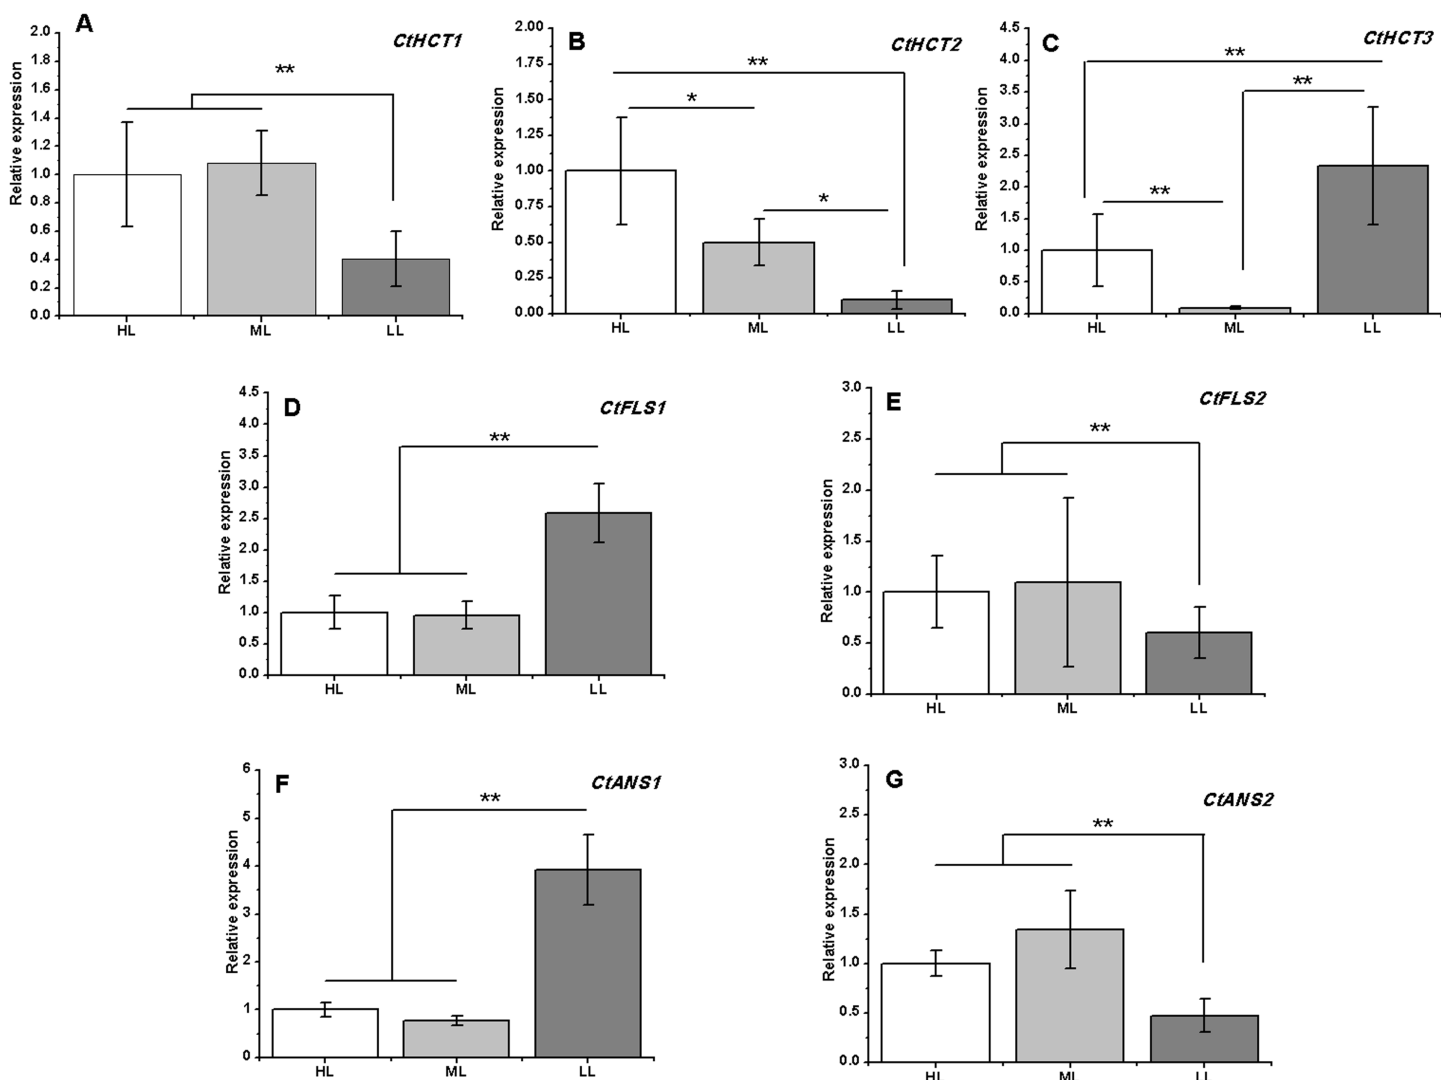 A
CtHCT1
**
Relative expression
2.0
1.8
1.6
1.4
1.2
1.0
0.8
0.6
0.4
0.2
0.0
HL ML LL
B
CtHCT2
**
*
*
Relative expression
2.00
1.75
1.50
1.25
1.00
0.75
0.50
0.25
0.00
HL ML LL
C
CtHCT3
**
**
**
Relative expression
4.5
4.0
3.5
3.0
2.5
2.0
1.5
1.0
0.5
0.0
HL ML LL
D
CtFLS1
**
Relative expression
4.5
4.0
3.5
3.0
2.5
2.0
1.5
1.0
0.5
0.0
HL ML LL
E
CtFLS2
**
Relative expression
3.0
2.5
2.0
1.5
1.0
0.5
0.0
HL ML LL
F
CtANS1
**
Relative expression
6
5
4
3
2
1
0
HL ML LL
G
CtANS2
**
Relative expression
3.0
2.5
2.0
1.5
1.0
0.5
0.0
HL ML LL